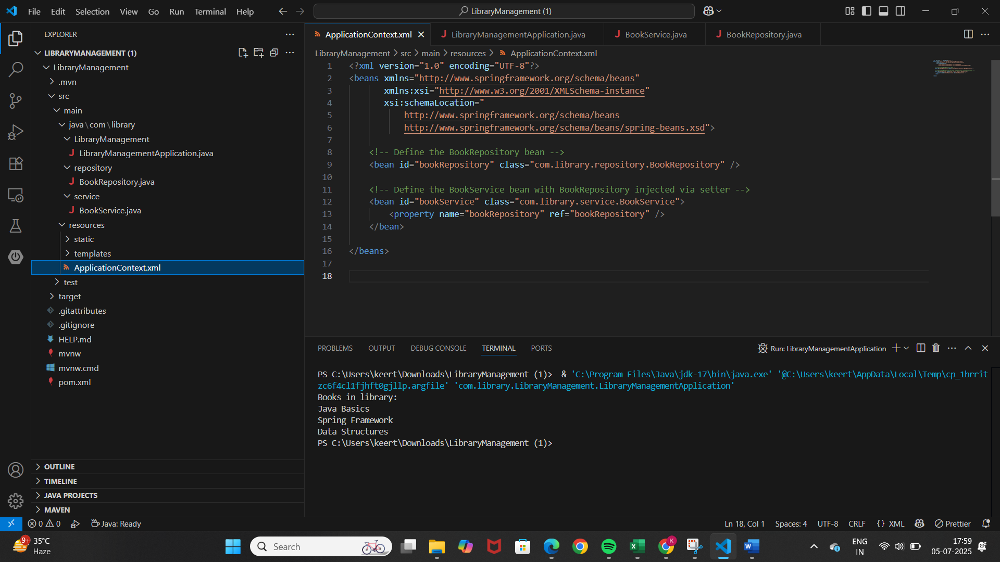 File Edit Selection View Go Run Terminal Help
LibraryManagement (1)
EXPLORER
LIBRARYMANAGEMENT (1)
LibraryManagement
.mvn
src
main
java\com\library
LibraryManagement
LibraryManagementApplication.java
repository
BookRepository.java
service
BookService.java
resources
static
templates
ApplicationContext.xml
test
target
.gitattributes
.gitignore
HELP.md
mvnw
mvnw.cmd
pom.xml
OUTLINE
TIMELINE
JAVA PROJECTS
MAVEN
ApplicationContext.xml LibraryManagementApplication.java BookService.java BookRepository.java
LibraryManagement > src > main > resources > ApplicationContext.xml
1 <?xml version="1.0" encoding="UTF-8"?>
2 <beans xmlns="http://www.springframework.org/schema/beans"
3 xmlns:xsi="http://www.w3.org/2001/XMLSchema-instance"
4 xsi:schemaLocation="
5 http://www.springframework.org/schema/beans
6 http://www.springframework.org/schema/beans/spring-beans.xsd">
7
8 <!-- Define the BookRepository bean -->
9 <bean id="bookRepository" class="com.library.repository.BookRepository" />
10
11 <!-- Define the BookService bean with BookRepository injected via setter -->
12 <bean id="bookService" class="com.library.service.BookService">
13 <property name="bookRepository" ref="bookRepository" />
14 </bean>
15
16 </beans>
17
18
PROBLEMS OUTPUT DEBUG CONSOLE TERMINAL PORTS
Run: LibraryManagementApplication
PS C:\Users\keert\Downloads\LibraryManagement (1)> & 'C:\Program Files\Java\jdk-17\bin\java.exe' '@C:\Users\keert\AppData\Local\Temp\cp_1brrit
zc6f4cl1fjhft0gjllp.argfile' 'com.library.LibraryManagement.LibraryManagementApplication'
Books in library:
Java Basics
Spring Framework
Data Structures
PS C:\Users\keert\Downloads\LibraryManagement (1)>
0 0 Java: Ready
Ln 18, Col 1 Spaces: 4 UTF-8 CRLF {} XML Prettier
9+ 35°C
Haze
Search
K
ENG
IN
17:59
05-07-2025